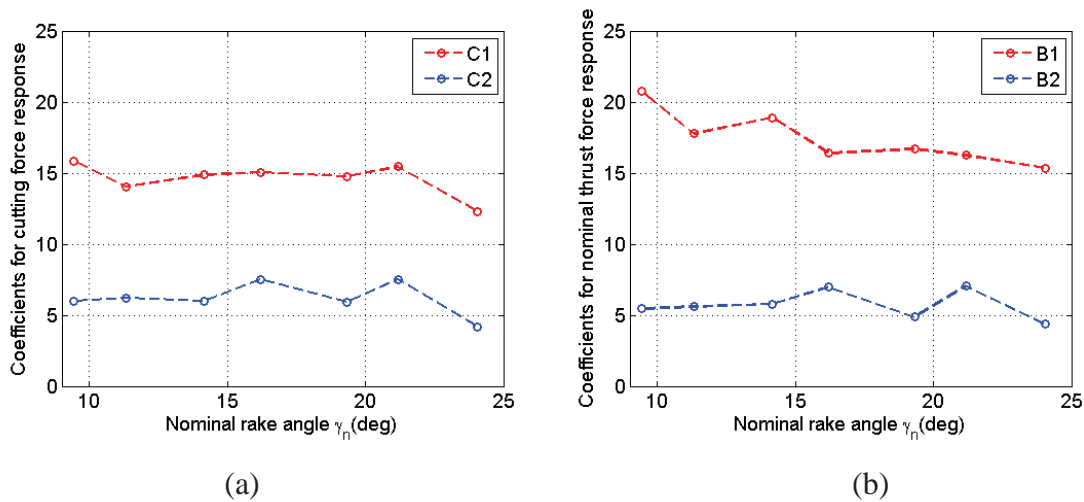 25
20
15
10
5
0
10
15
20
25
Coefficients for cutting force response
Nominal rake angle γn(deg)
C1
C2
(a)
25
20
15
10
5
0
10
15
20
25
Coefficients for nominal thrust force response
Nominal rake angle γn(deg)
B1
B2
(b)